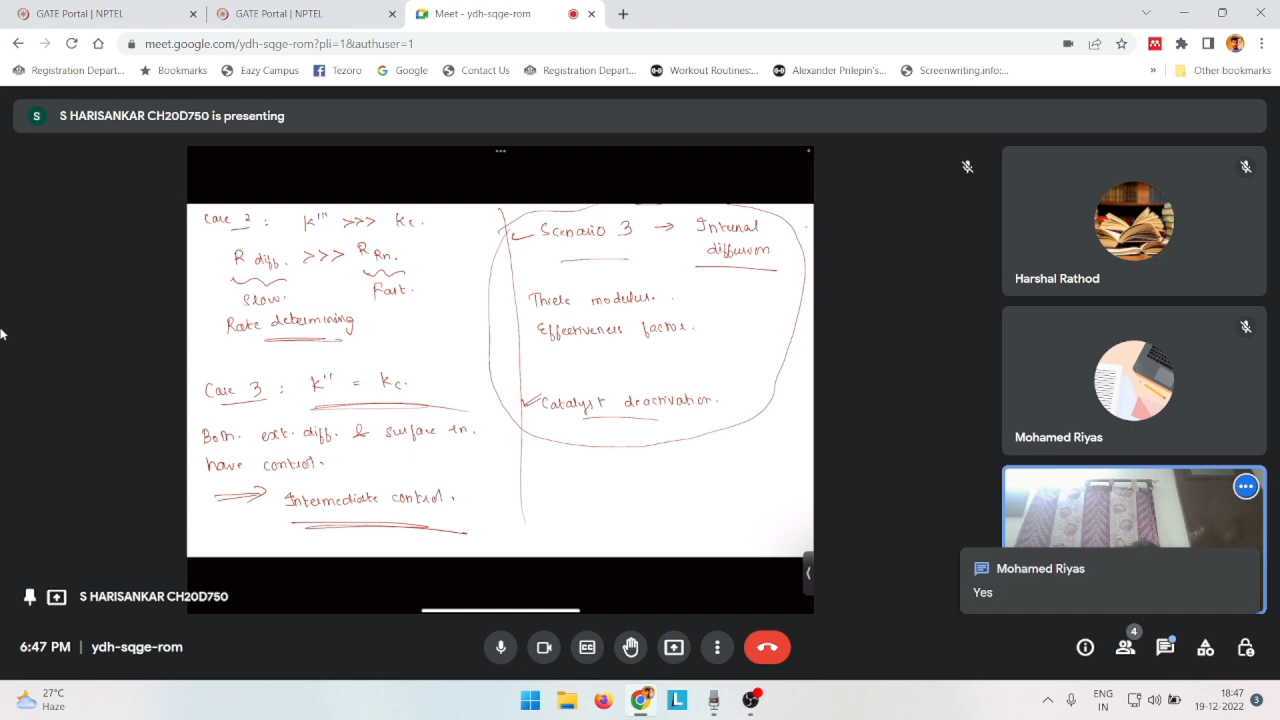 GATE Portal | NPTEL
GATE Portal | NPTEL
Meet - ydh-sqge-rom
meet.google.com/ydh-sqge-rom?pli=1&authuser=1
Registration Depart...
Bookmarks
Eazy Campus
Tezoro
Google
Contact Us
Registration Depart...
Workout Routines:...
Alexander Prilepin's...
Screenwriting.info:...
»
Other bookmarks
S
S HARISANKAR CH20D750 is presenting
Case 2 : k''' >>> kc.
R diff. >>> R Rn.
Slow.
Fast.
Rate determining
Case 3 : k'' = kc.
Both. ext. diff. & surface rn.
have control.
⟹ Intermediate control.
Scenario 3 → Internal
diffusion
Thiele modulus.
Effectiveness factor.
Catalyst deactivation.
Harshal Rathod
Mohamed Riyas
Mohamed Riyas
Yes
S HARISANKAR CH20D750
6:47 PM | ydh-sqge-rom
4
27°C
Haze
ENG
IN
18:47
19-12-2022
3